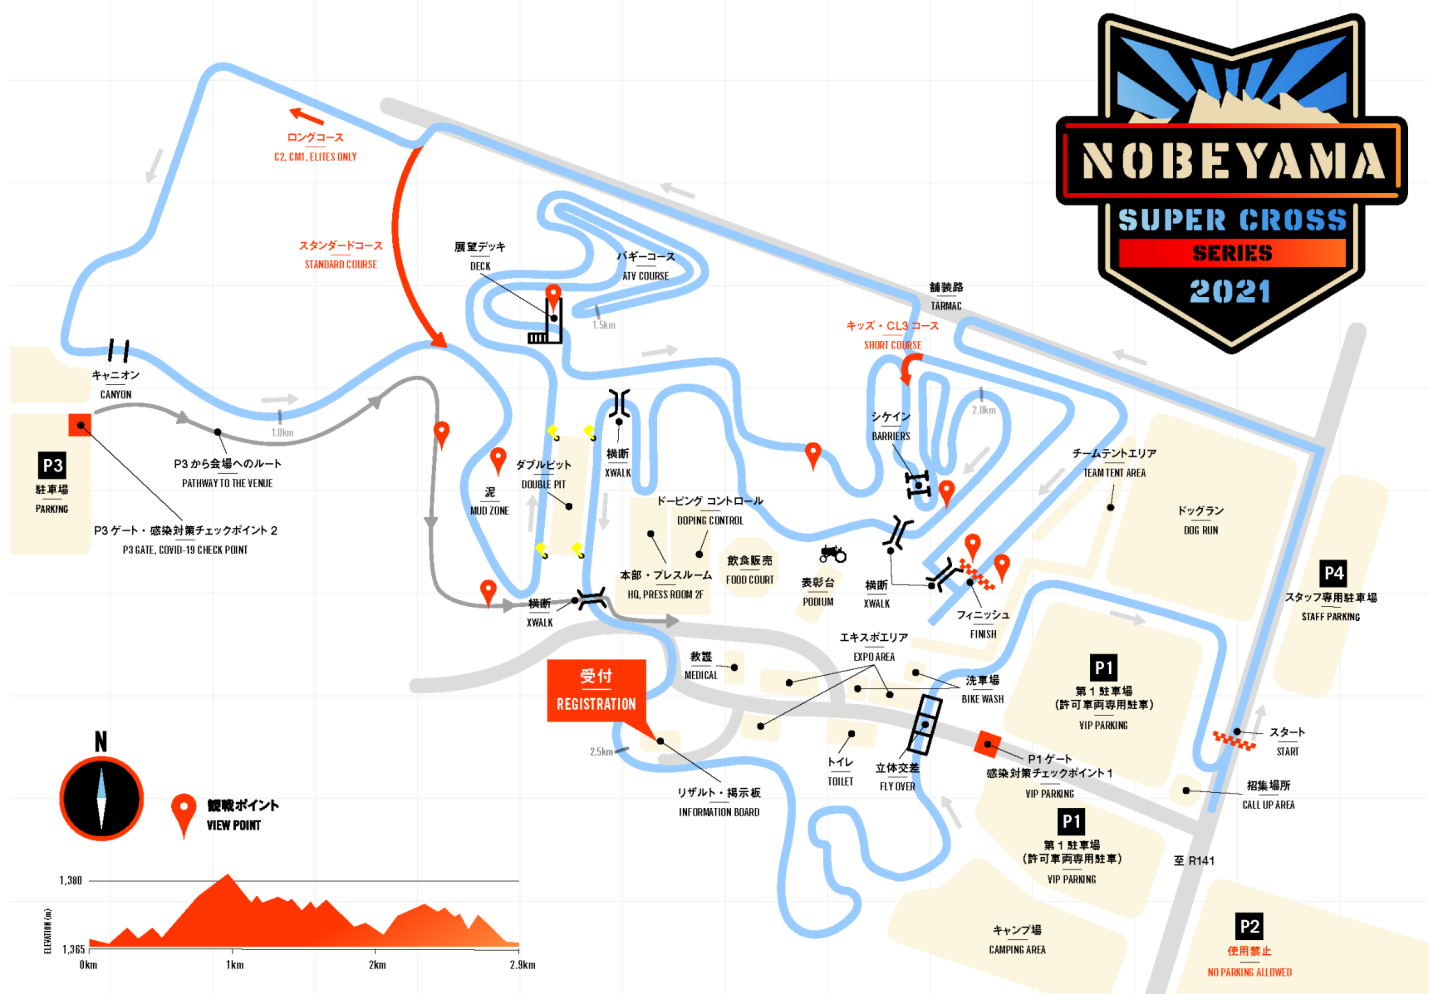 NOBEYAMA
SUPER CROSS
SERIES
2021
ロングコース
C2, CM1, ELITES ONLY
スタンダードコース
STANDARD COURSE
展望デッキ
DECK
バギーコース
ATV COURSE
1.5km
舗装路
TARMAC
キッズ・CL3 コース
SHORT COURSE
キャニオン
CANYON
1.0km
2.0km
シケイン
BARRIERS
P3
駐車場
PARKING
P3 から会場へのルート
PATHWAY TO THE VENUE
P3 ゲート・感染対策チェックポイント 2
P3 GATE, COVID-19 CHECK POINT
泥
MUD ZONE
ダブルピット
DOUBLE PIT
横断
XWALK
ドーピング コントロール
DOPING CONTROL
チームテントエリア
TEAM TENT AREA
ドッグラン
DOG RUN
本部・プレスルーム
HQ, PRESS ROOM 2F
飲食販売
FOOD COURT
表彰台
PODIUM
横断
XWALK
フィニッシュ
FINISH
P4
スタッフ専用駐車場
STAFF PARKING
横断
XWALK
エキスポエリア
EXPO AREA
救護
MEDICAL
洗車場
BIKE WASH
P1
第 1 駐車場
(許可車両専用駐車)
VIP PARKING
受付
REGISTRATION
2.5km
リザルト・掲示板
INFORMATION BOARD
トイレ
TOILET
立体交差
FLY OVER
P1 ゲート
感染対策チェックポイント 1
VIP PARKING
スタート
START
招集場所
CALL UP AREA
P1
第 1 駐車場
(許可車両専用駐車)
VIP PARKING
至 R141
キャンプ場
CAMPING AREA
P2
使用禁止
NO PARKING ALLOWED
N
観戦ポイント
VIEW POINT
ELEVATION (m)
1,380
1,365
0km
1km
2km
2.9km